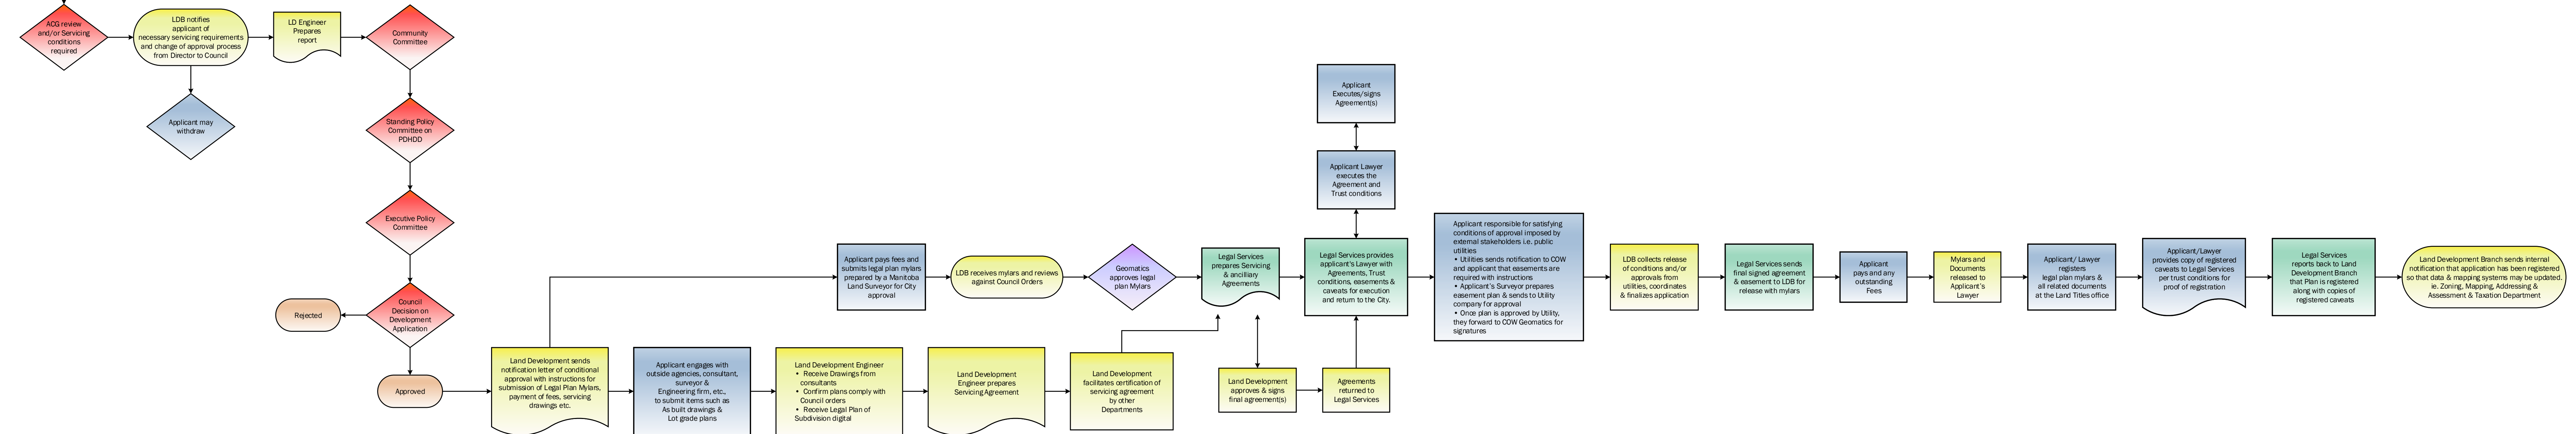 ACG review
and/or Servicing
conditions
required
LDB notifies
applicant of
necessary servicing requirements
and change of approval process
from Director to Council
LD Engineer
Prepares
report
Community
Committee
Applicant may
withdraw
Standing Policy
Committee on
PDHDD
Executive Policy
Committee
Council
Decision on
Development
Application
Rejected
Approved
Land Development sends
notification letter of conditional
approval with instructions for
submission of Legal Plan Mylars,
payment of fees, servicing
drawings etc.
Applicant engages with
outside agencies, consultant,
surveyor &
Engineering firm, etc.,
to submit items such as
As built drawings &
Lot grade plans
Land Development Engineer
• Receive Drawings from
consultants
• Confirm plans comply with
Council orders
• Receive Legal Plan of
Subdivision digital
Land Development
Engineer prepares
Servicing Agreement
Land Development
facilitates certification of
servicing agreement
by other
Departments
Applicant pays fees and
submits legal plan mylars
prepared by a Manitoba
Land Surveyor for City
approval
LDB receives mylars and reviews
against Council Orders
Geomatics
approves legal
plan Mylars
Legal Services
prepares Servicing
& ancilliary
Agreements
Land Development
approves & signs
final agreement(s)
Agreements
returned to
Legal Services
Applicant
Executes/signs
Agreement(s)
Applicant Lawyer
executes the
Agreement and
Trust conditions
Legal Services provides
applicant's Lawyer with
Agreements, Trust
conditions, easements &
caveats for execution
and return to the City.
Applicant responsible for satisfying
conditions of approval imposed by
external stakeholders i.e. public
utilities
• Utilities sends notification to COW
and applicant that easements are
required with instructions
• Applicant's Surveyor prepares
easement plan & sends to Utility
company for approval
• Once plan is approved by Utility,
they forward to COW Geomatics for
signatures
LDB collects release
of conditions and/or
approvals from
utilities, coordinates
& finalizes application
Legal Services sends
final signed agreement
& easement to LDB for
release with mylars
Applicant
pays and any
outstanding
Fees
Mylars and
Documents
released to
Applicant's
Lawyer
Applicant/ Lawyer
registers
legal plan mylars &
all related documents
at the Land Titles office
Applicant/Lawyer
provides copy of registered
caveats to Legal Services
per trust conditions for
proof of registration
Legal Services
reports back to Land
Development Branch
that Plan is registered
along with copies of
registered caveats
Land Development Branch sends internal
notification that application has been registered
so that data & mapping systems may be updated.
ie. Zoning, Mapping, Addressing &
Assessment & Taxation Department